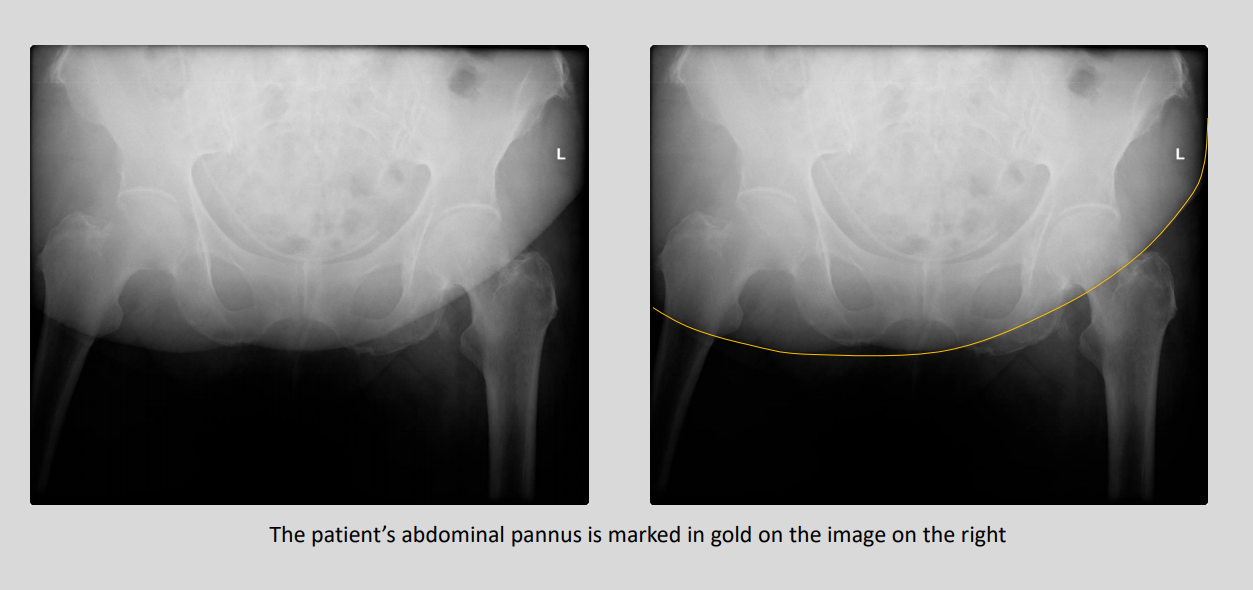 L
L
The patient’s abdominal pannus is marked in gold on the image on the right